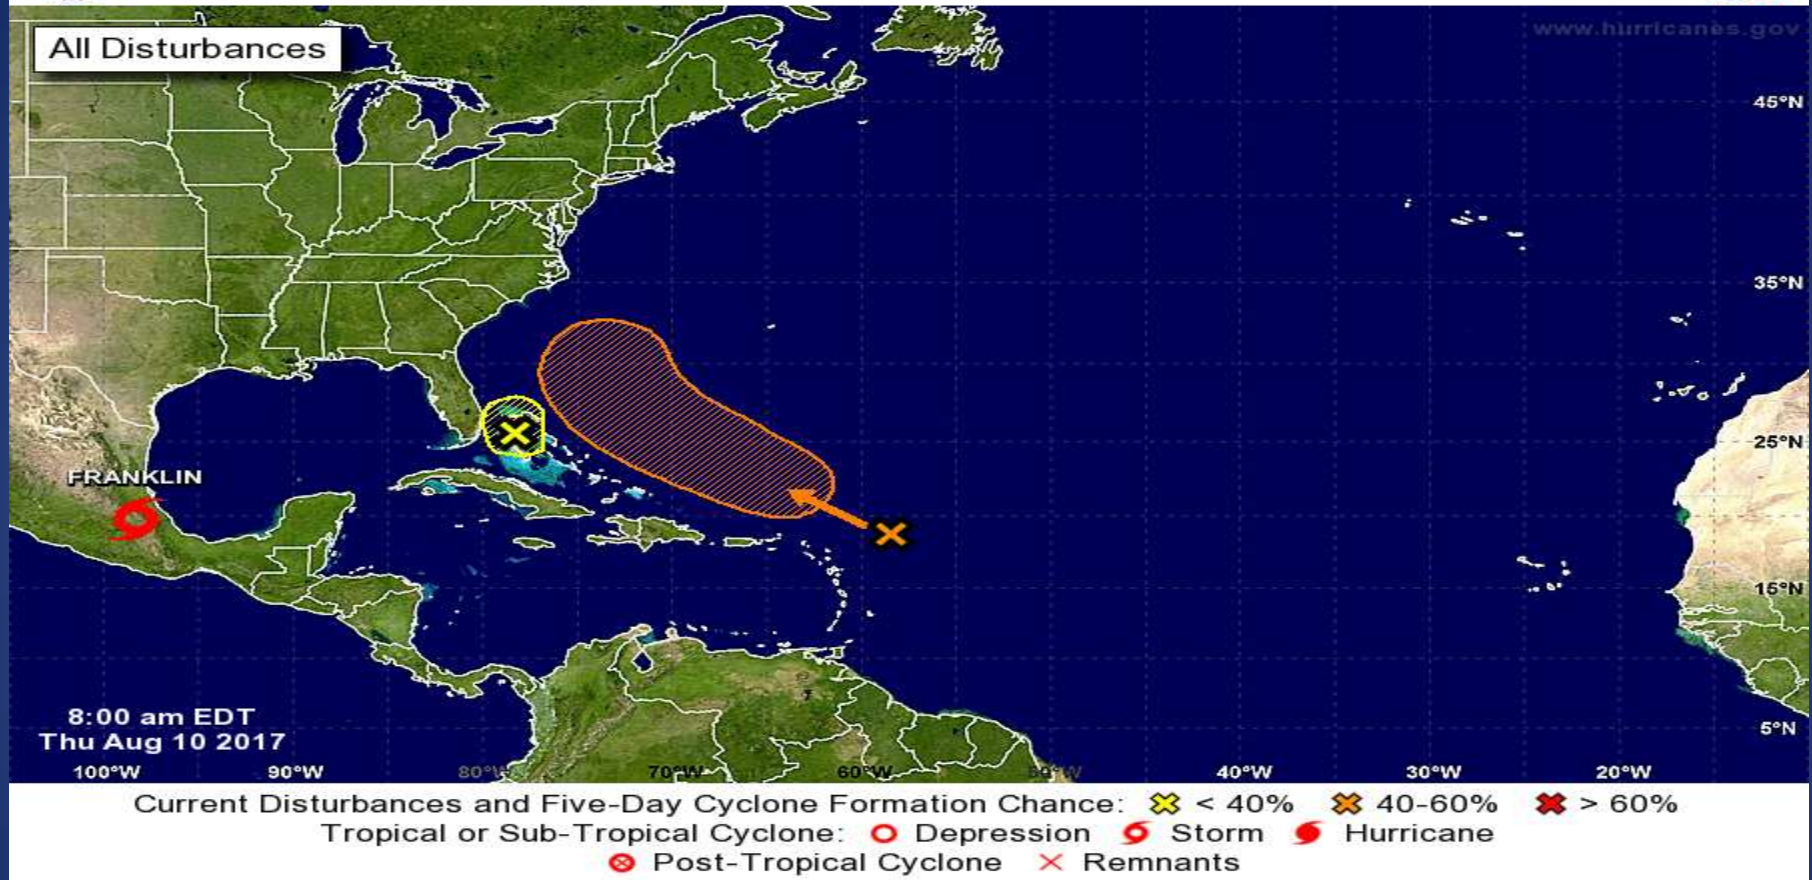 www.hurricanes.gov
All Disturbances
45°N
35°N
25°N
FRANKLIN
15°N
8:00 am EDT
5°N
Thu Aug 10 2017
100°W 90°W 80°W 70°W 60°W 50°W 40°W 30°W 20°W
Current Disturbances and Five-Day Cyclone Formation Chance: < 40% 40-60% > 60%
Tropical or Sub-Tropical Cyclone: Depression Storm Hurricane
Post-Tropical Cyclone Remnants